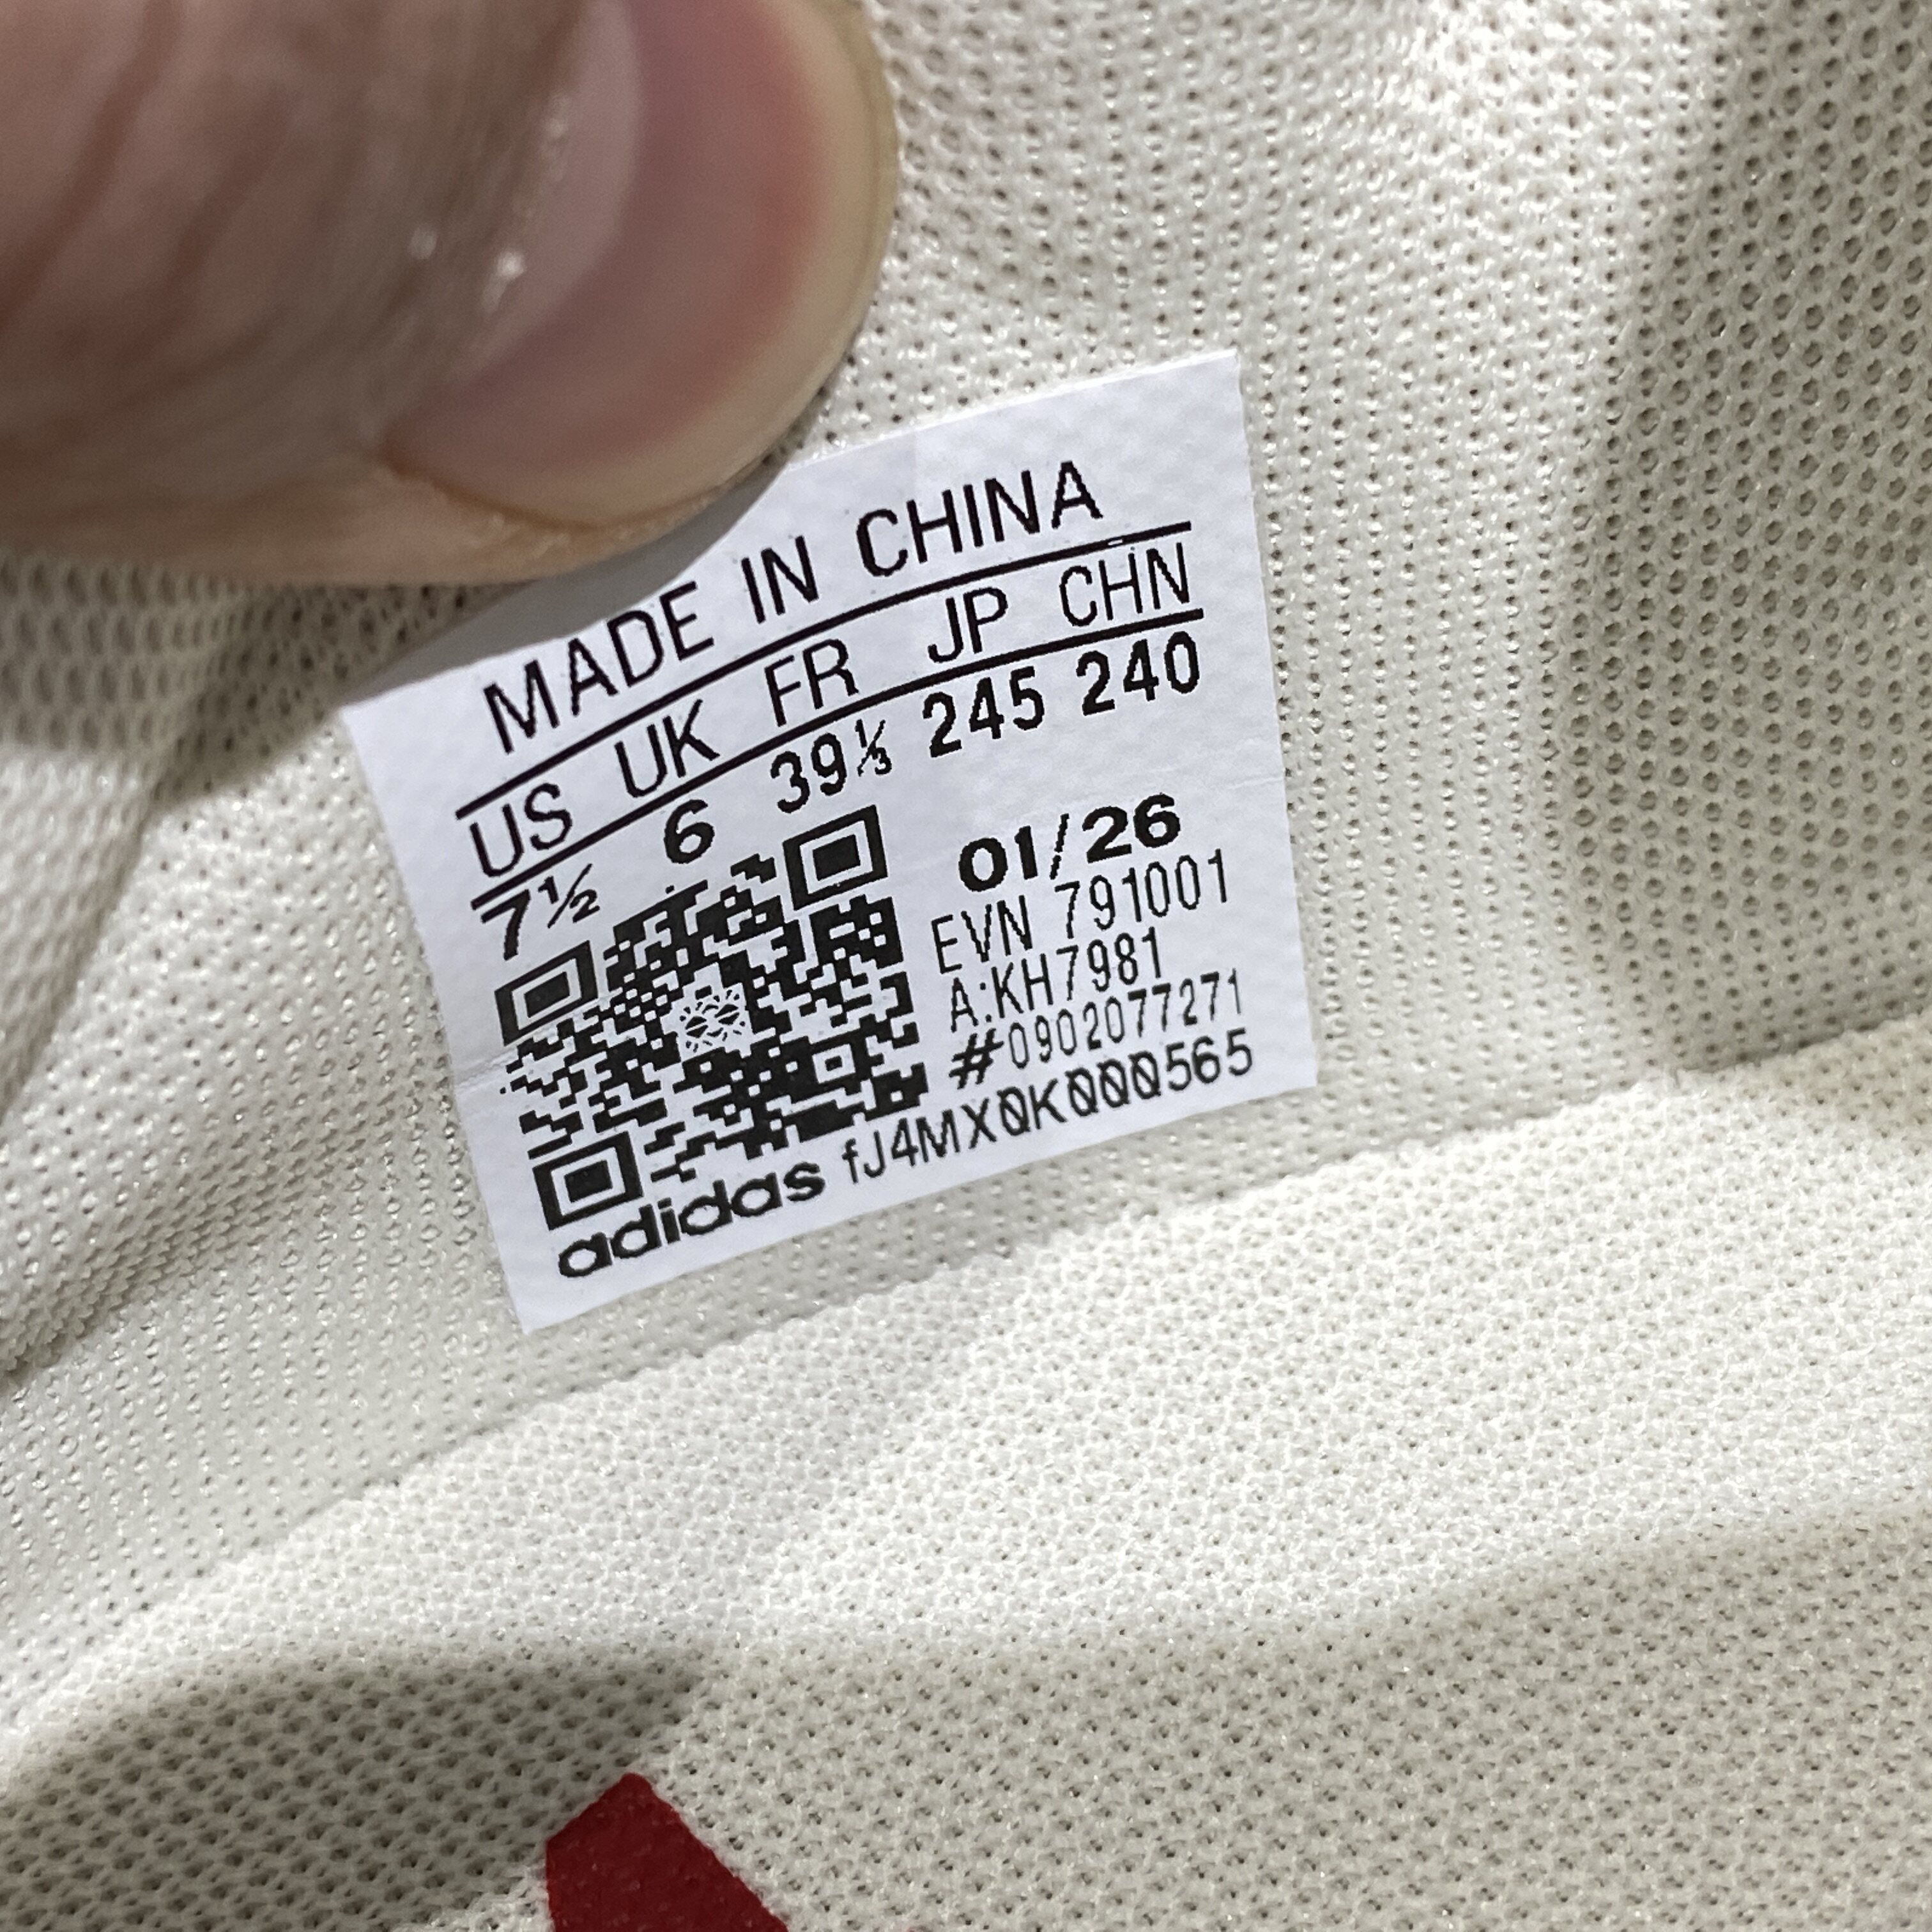 MADE IN CHINA
US UK FR JP CHN
7½ 6 39⅓ 245 240
01/26
EVN 791001
A:KH7981
#0902077271
adidas fJ4MX0K000565